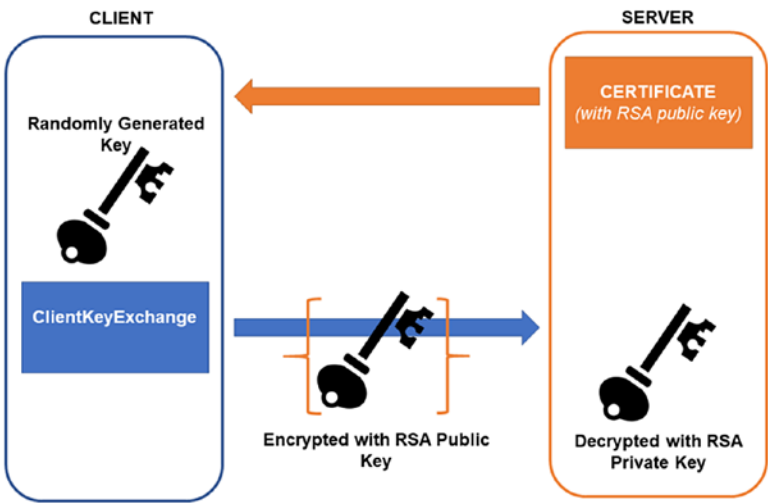 CLIENT
SERVER
CERTIFICATE
(with RSA public key)
Randomly Generated
Key
ClientKeyExchange
Encrypted with RSA Public
Key
Decrypted with RSA
Private Key